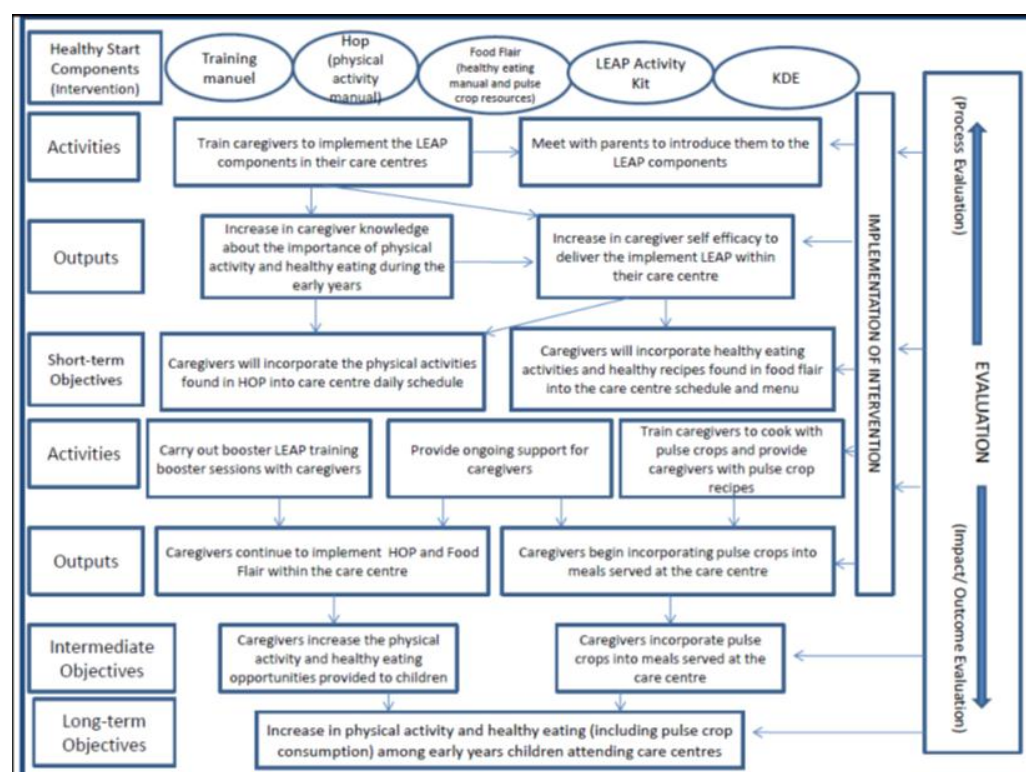 Healthy Start
Components
(Intervention)
Training
manuel
Hop
(physical
activity
manual)
Food Flair
(healthy eating
manual and pulse
crop resources)
LEAP Activity
Kit
KDE
Activities
Train caregivers to implement the LEAP
components in their care centres
Meet with parents to introduce them to the
LEAP components
Outputs
Increase in caregiver knowledge
about the importance of physical
activity and healthy eating during the
early years
Increase in caregiver self efficacy to
deliver the implement LEAP within
their care centre
Short-term
Objectives
Caregivers will incorporate the physical activities
found in HOP into care centre daily schedule
Caregivers will incorporate healthy eating
activities and healthy recipes found in food flair
into the care centre schedule and menu
Activities
Carry out booster LEAP training
booster sessions with caregivers
Provide ongoing support for
caregivers
Train caregivers to cook with
pulse crops and provide
caregivers with pulse crop
recipes
Outputs
Caregivers continue to implement HOP and Food
Flair within the care centre
Caregivers begin incorporating pulse crops into
meals served at the care centre
Intermediate
Objectives
Caregivers increase the physical
activity and healthy eating
opportunities provided to children
Caregivers incorporate pulse
crops into meals served at the
care centre
Long-term
Objectives
Increase in physical activity and healthy eating (including pulse crop
consumption) among early years children attending care centres
IMPLEMENTATION OF INTERVENTION
(Process Evaluation)
EVALUATION
(Impact/ Outcome Evaluation)